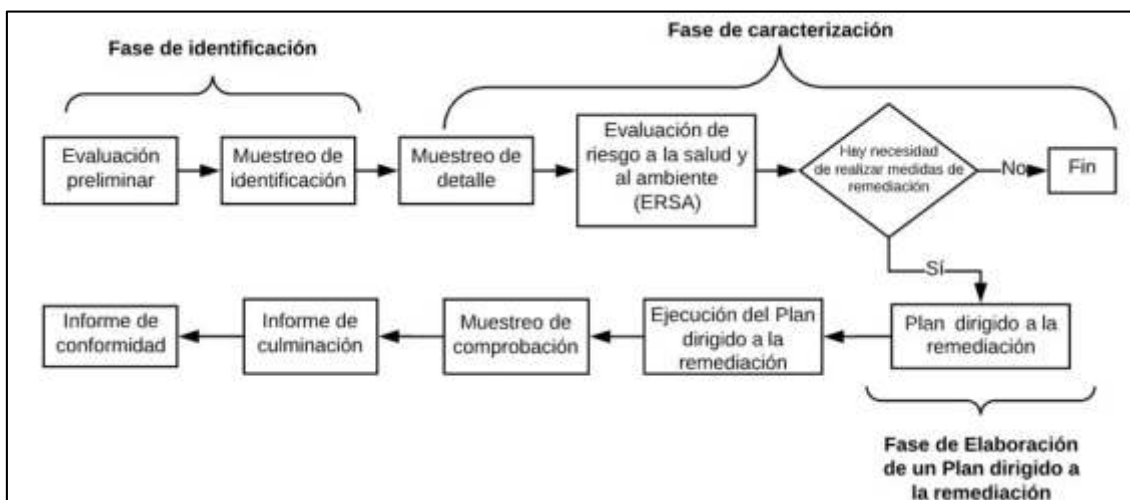 Fase de identificación
Fase de caracterización
Evaluación
preliminar
Muestreo de
identificación
Muestreo de
detalle
Evaluación de
riesgo a la salud y
al ambiente
(ERSA)
Hay necesidad
de realizar medidas de
remediación
No
Fin
Sí
Informe de
conformidad
Informe de
culminación
Muestreo de
comprobación
Ejecución del Plan
dirigido a la
remediación
Plan dirigido a la
remediación
Fase de Elaboración
de un Plan dirigido a
la remediación